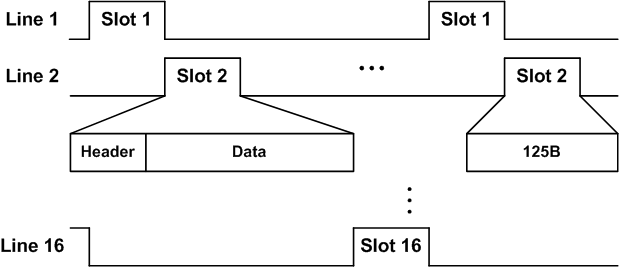 Line 1 Slot 1 Slot 1
Line 2 Slot 2 ... Slot 2
Header Data 125B
Line 16 Slot 16